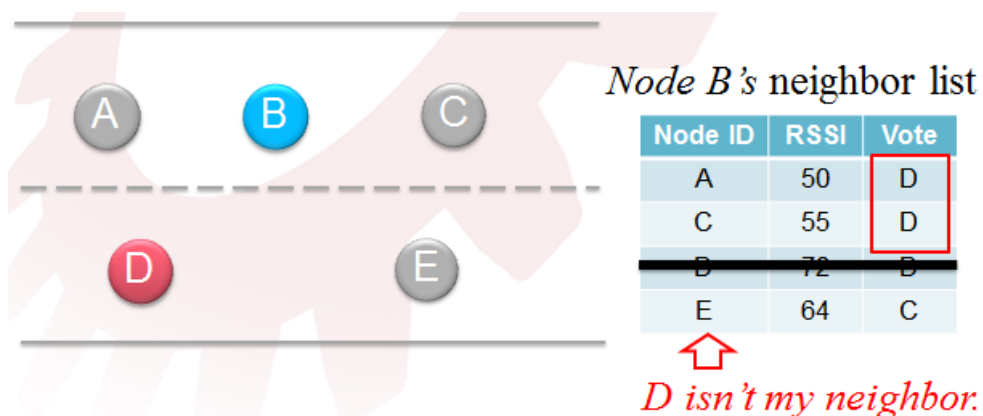 A B C
D E
Node B's neighbor list
Node ID RSSI Vote
A 50 D
C 55 D
D 72 D
E 64 C
D isn't my neighbor.